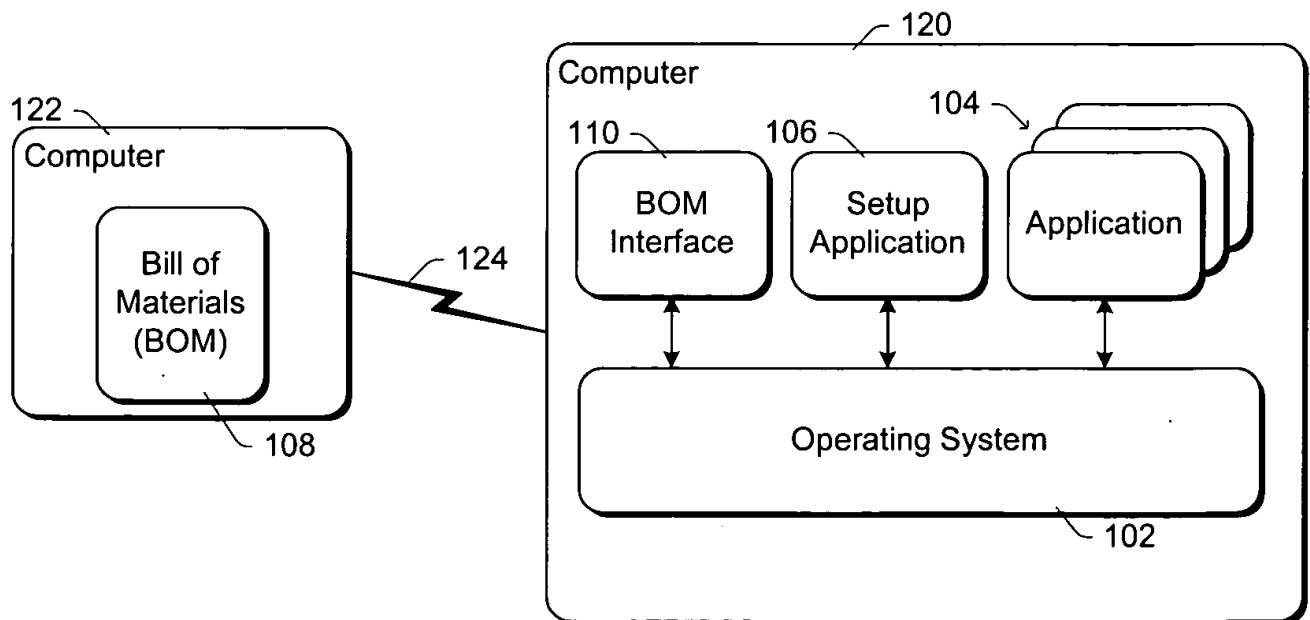 120
Computer
122
Computer
104
110
106
BOM
Interface
Setup
Application
Application
124
Bill of
Materials
(BOM)
108
Operating System
102